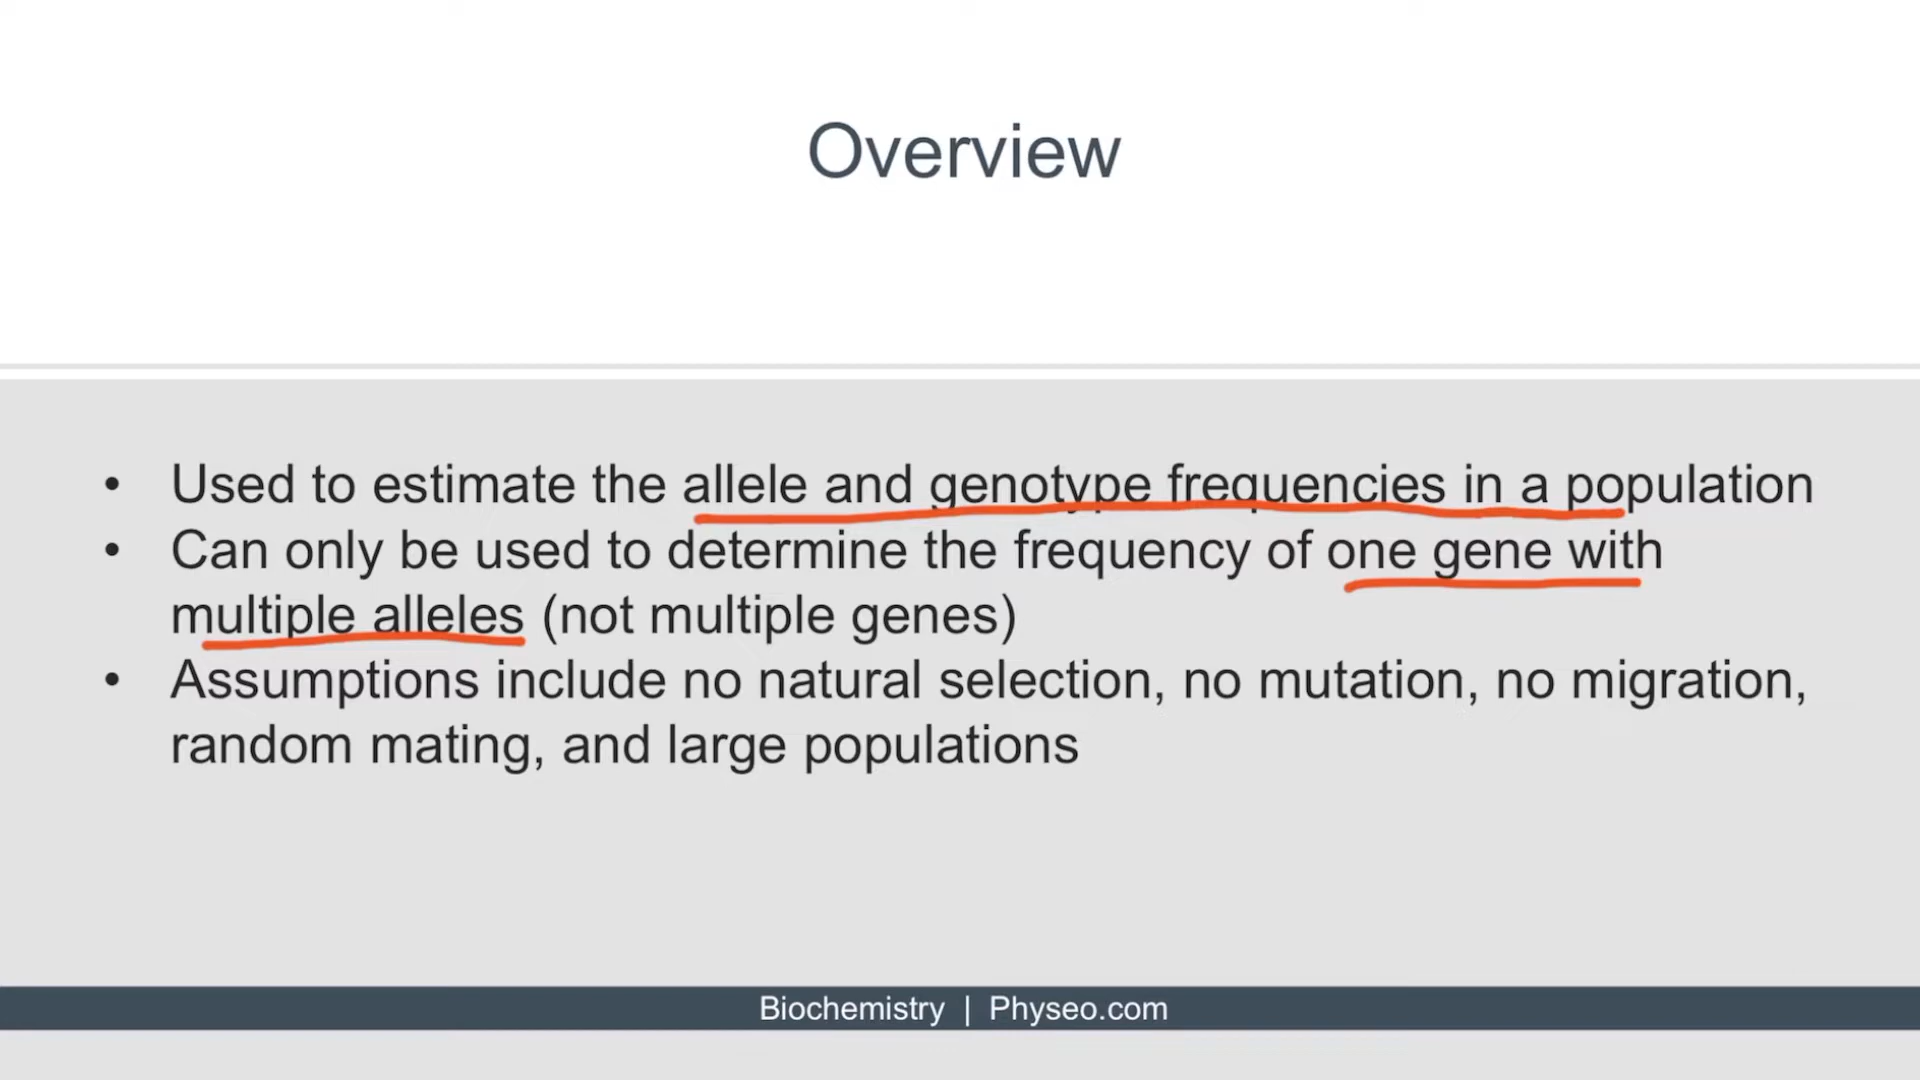 Overview
• Used to estimate the allele and genotype frequencies in a population
• Can only be used to determine the frequency of one gene with
multiple alleles (not multiple genes)
• Assumptions include no natural selection, no mutation, no migration,
random mating, and large populations
Biochemistry | Physeo.com